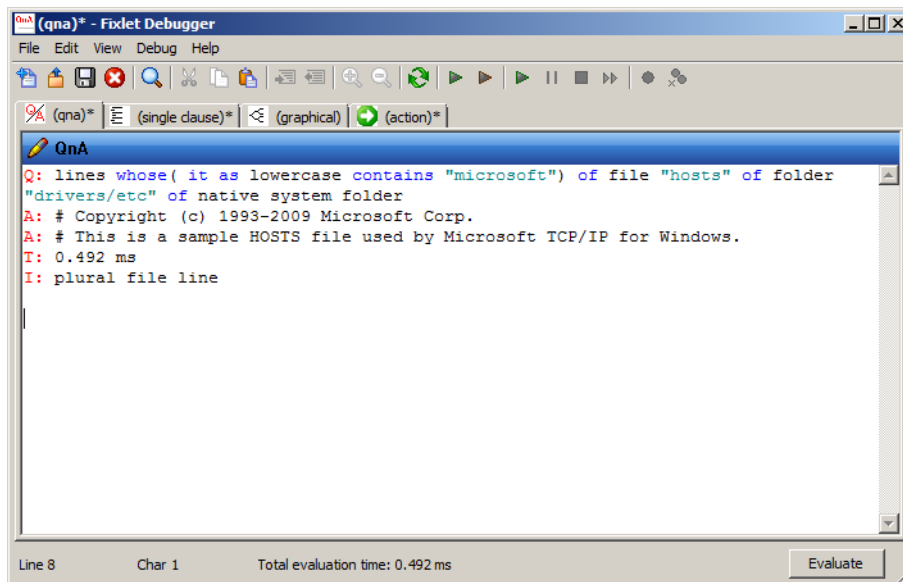 (qna)* - Fixlet Debugger
File Edit View Debug Help
(qna)* (single clause)* (graphical) (action)*
QnA
Q: lines whose( it as lowercase contains "microsoft") of file "hosts" of folder
"drivers/etc" of native system folder
A: # Copyright (c) 1993-2009 Microsoft Corp.
A: # This is a sample HOSTS file used by Microsoft TCP/IP for Windows.
T: 0.492 ms
I: plural file line
Line 8 Char 1 Total evaluation time: 0.492 ms Evaluate